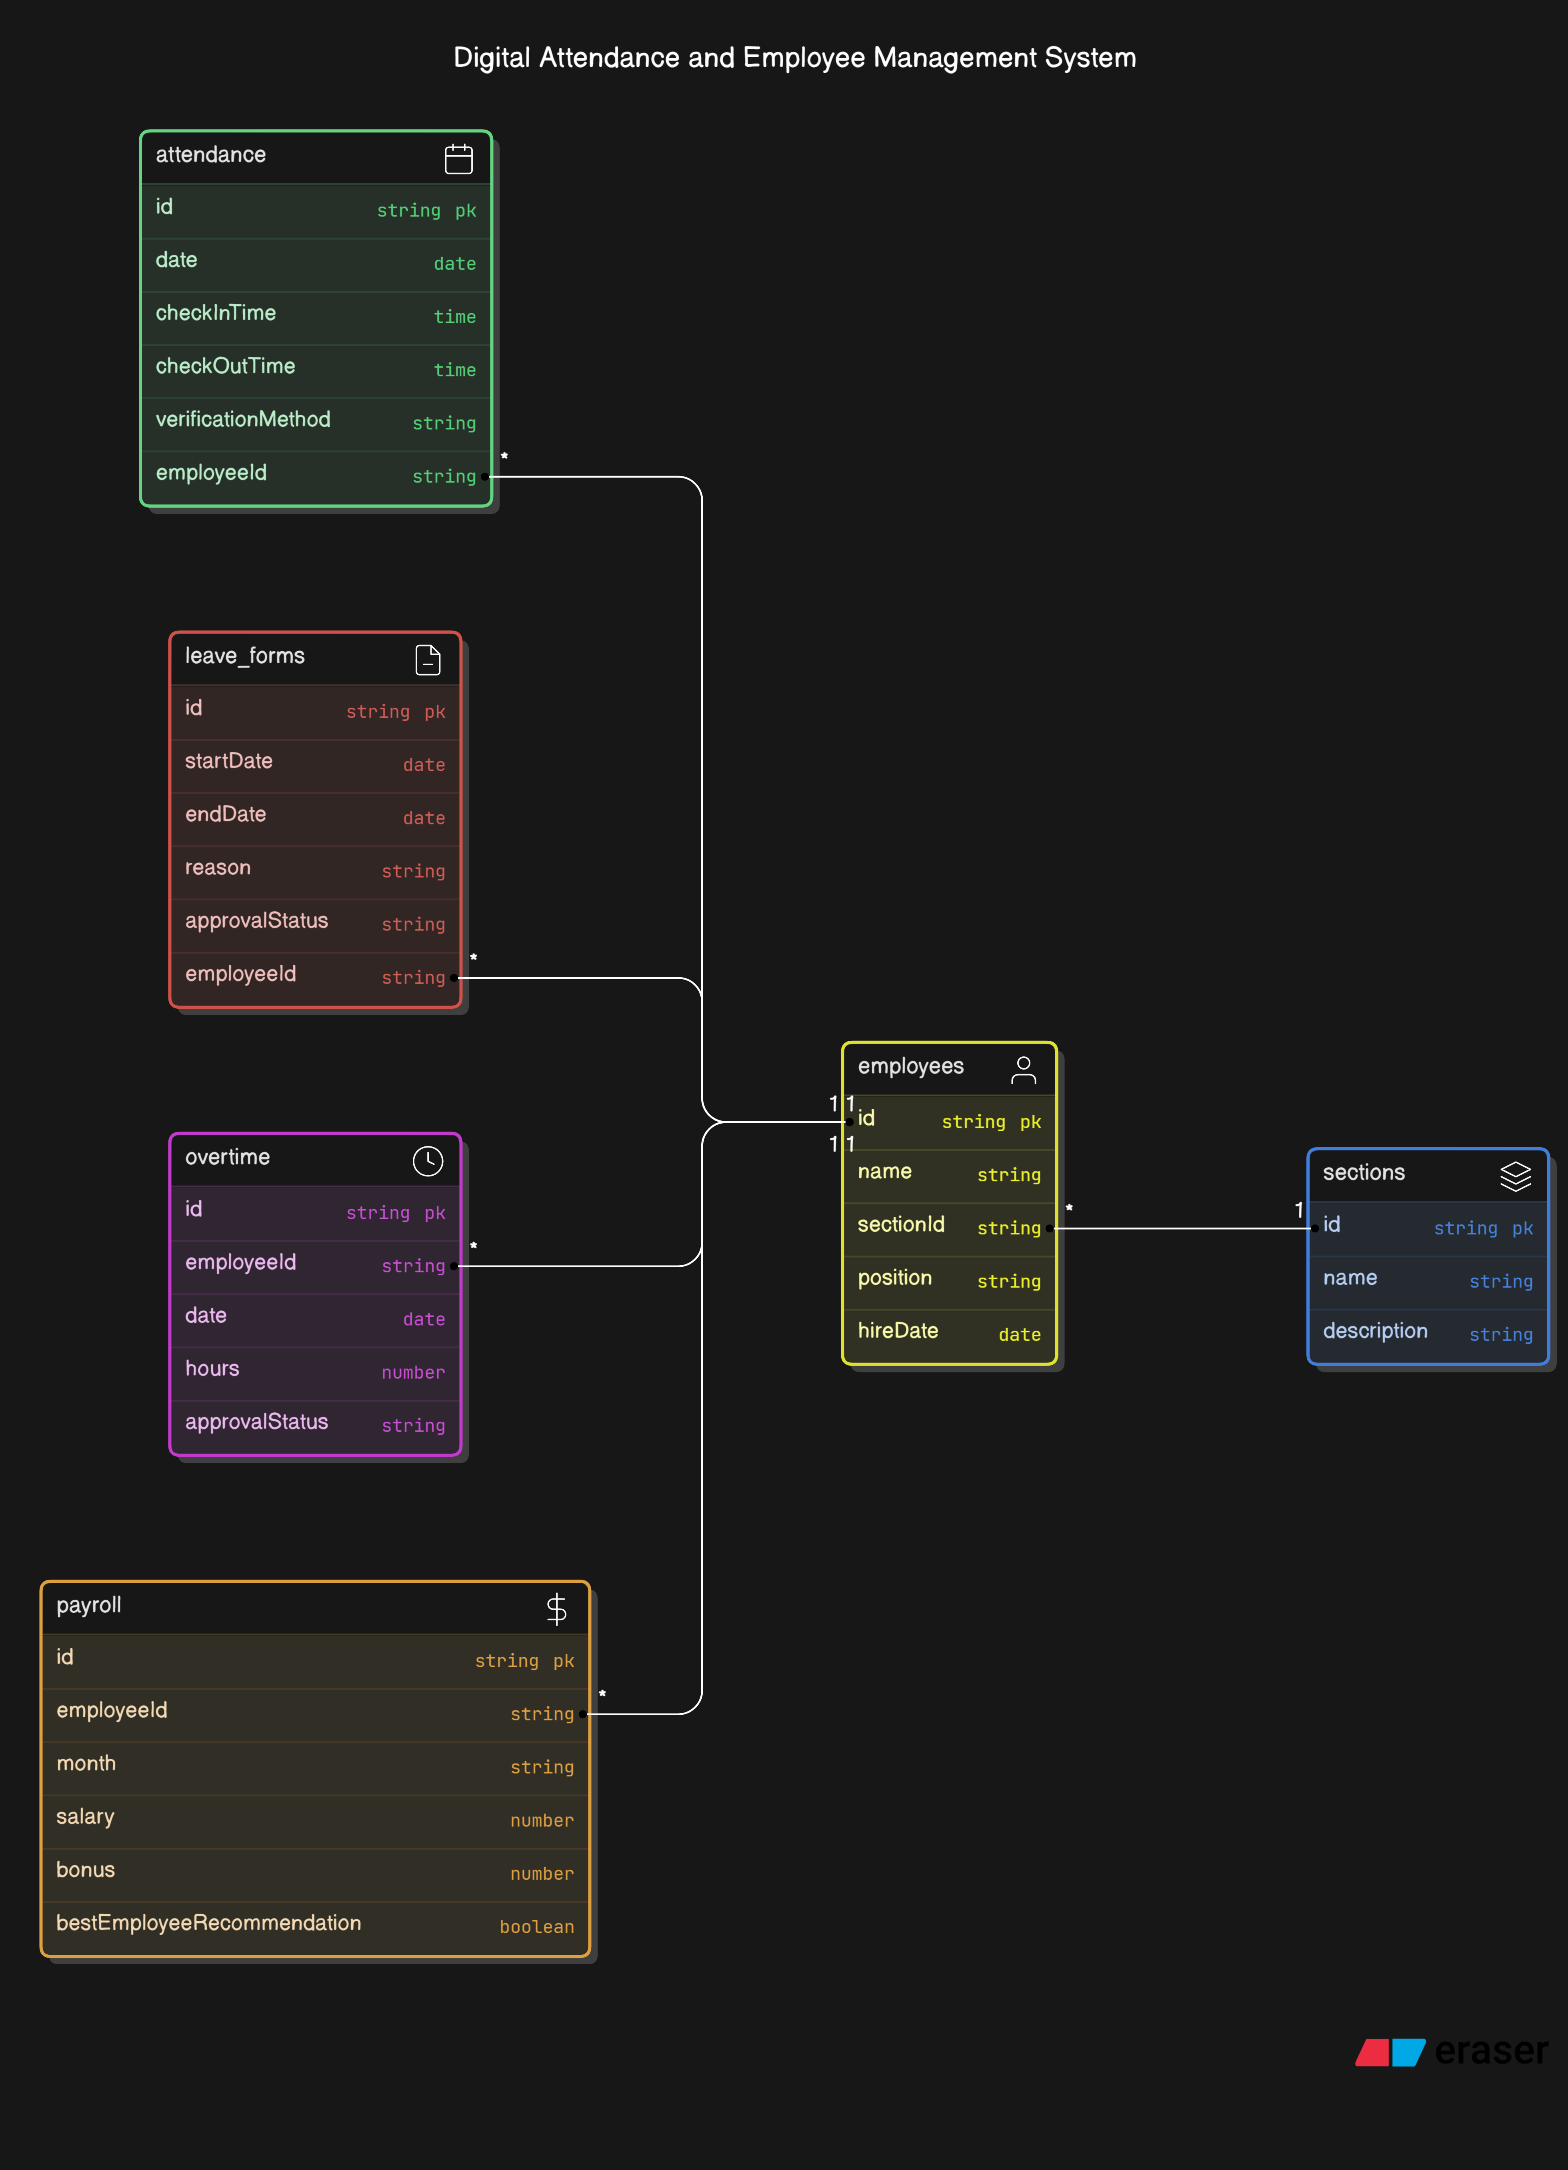 Digital Attendance and Employee Management System
attendance
id string pk
date date
checkInTime time
checkOutTime time
verificationMethod string
employeeId string
*
leave_forms
id string pk
startDate date
endDate date
reason string
approvalStatus string
employeeId string
*
overtime
id string pk
employeeId string
*
date date
hours number
approvalStatus string
payroll
id string pk
employeeId string
*
month string
salary number
bonus number
bestEmployeeRecommendation boolean
employees
1 1
id string pk
1 1
name string
sectionId string
*
position string
hireDate date
sections
1
id string pk
name string
description string
eraser